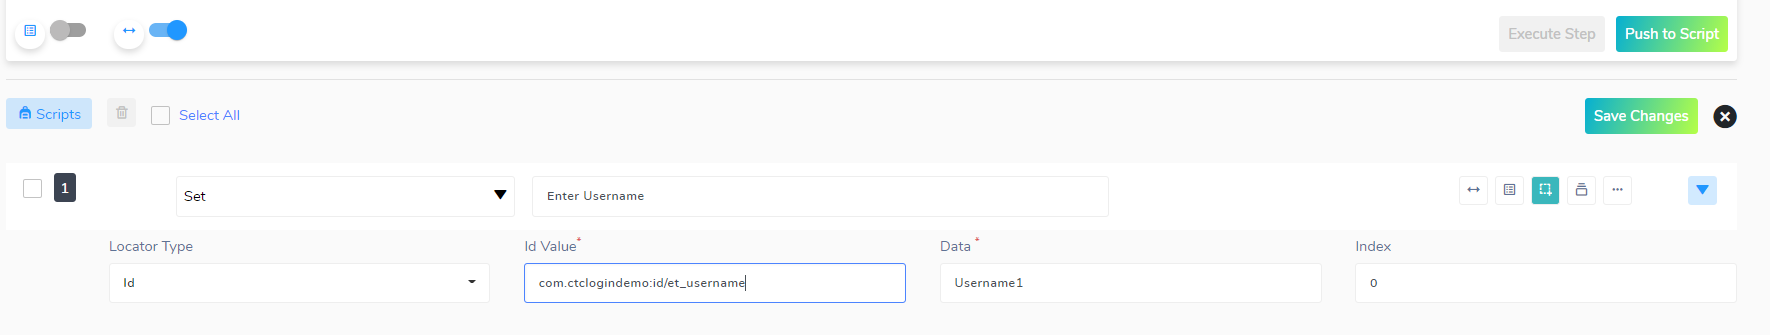 Execute Step Push to Script
Scripts Select All Save Changes
1 Set Enter Username
Locator Type Id Value* Data * Index
Id com.ctclogindemo:id/et_username Username1 0